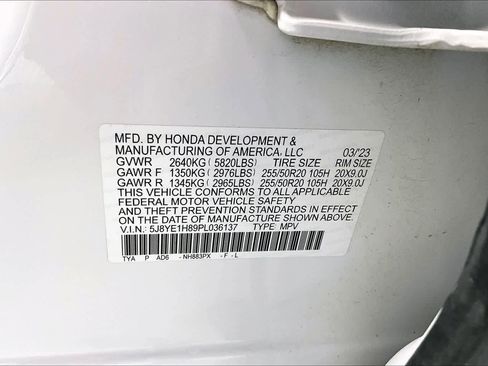 MFD. BY HONDA DEVELOPMENT &
MANUFACTURING OF AMERICA, LLC 03/'23
GVWR 2640KG ( 5820LBS) TIRE SIZE RIM SIZE
GAWR F 1350KG ( 2976LBS) 255/50R20 105H 20X9.0J
GAWR R 1345KG ( 2965LBS) 255/50R20 105H 20X9.0J
THIS VEHICLE CONFORMS TO ALL APPLICABLE
FEDERAL MOTOR VEHICLE SAFETY
AND THEFT PREVENTION STANDARDS IN EFFECT
ON THE DATE OF MANUFACTURE SHOWN ABOVE.
V.I.N: 5J8YE1H89PL036137 TYPE: MPV
TYA P AD6 -NH883PX -F-L